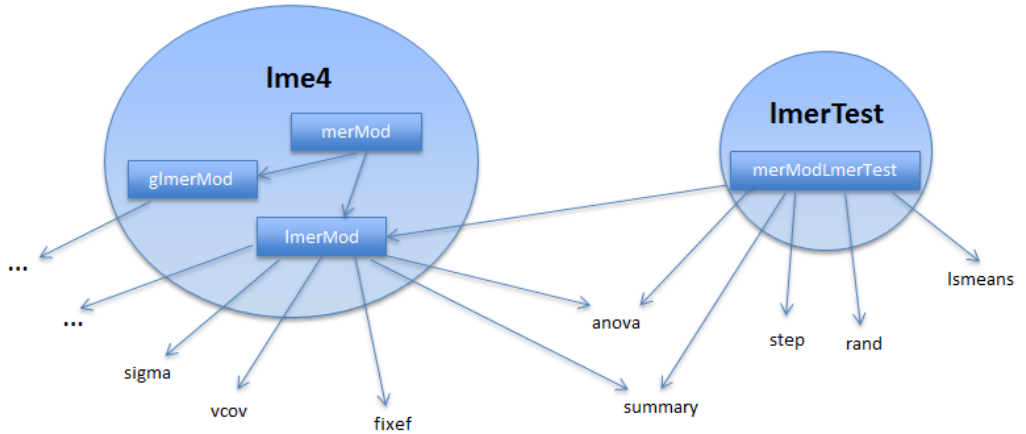 lme4
lmerTest
merMod
glmerMod
merModLmerTest
lmerMod
...
lsmeans
...
anova
step
rand
sigma
vcov
fixef
summary